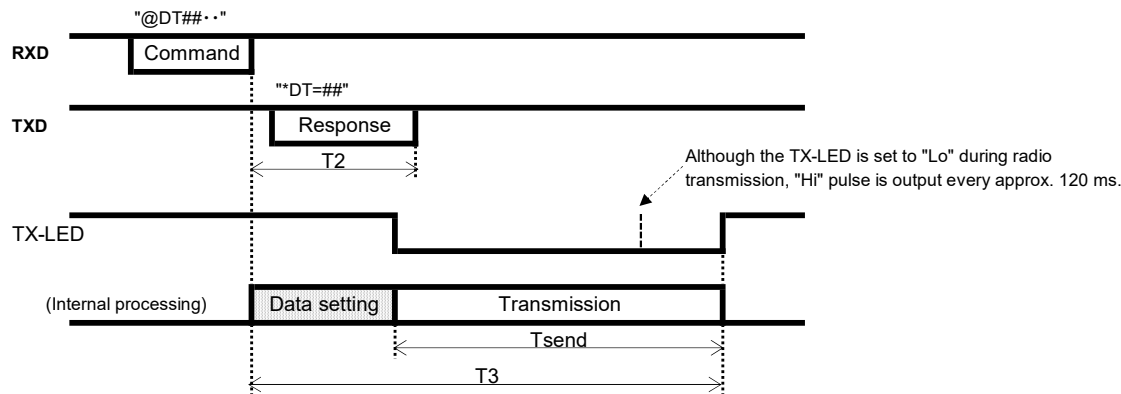 "@DT##··"
RXD
Command
"*DT=##"
TXD
Response
T2
Although the TX-LED is set to "Lo" during radio
transmission, "Hi" pulse is output every approx. 120 ms.
TX-LED
(Internal processing)
Data setting
Transmission
Tsend
T3